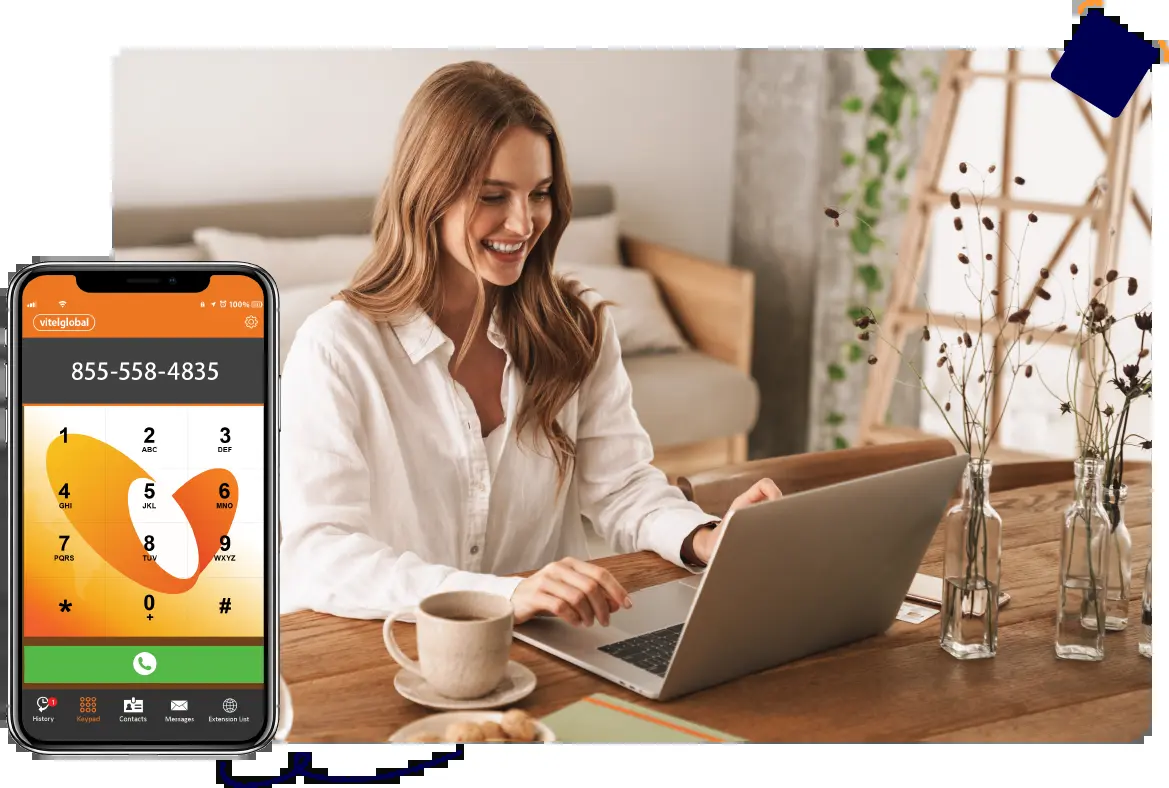 100%
vitelglobal
855-558-4835
1 2 3
ABC DEF
4 5 6
GHI JKL MNO
7 8 9
PQRS TUV WXYZ
* 0 #
+
1
History Keypad Contacts Messages Extension List